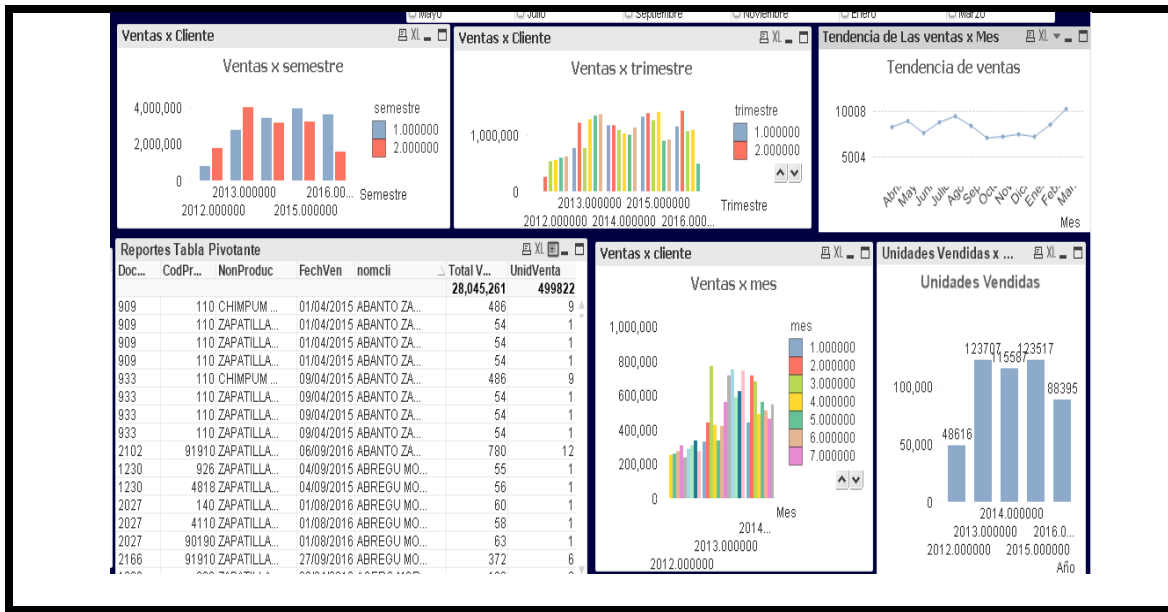 Mayo Julio Septiembre Noviembre Enero Marzo
Ventas x Cliente XL
Ventas x semestre
4,000,000
2,000,000
0
semestre
1.000000
2.000000
2013.000000 2016.00...
2012.000000 2015.000000
Semestre
Ventas x Cliente XL
Ventas x trimestre
1,000,000
0
trimestre
1.000000
2.000000
2013.000000 2015.000000
2012.000000 2014.000000 2016.000...
Trimestre
Tendencia de Las ventas x Mes XL
Tendencia de ventas
10008
5004
Abri. May Juni. Julic Ago Sep. Oct. Nov Dic. Ene. Feb. Mar.
Mes
Reportes Tabla Pivotante XL
Doc... CodPr... NonProduc FechVen nomcli Total V... UnidVenta
28,045,261 499822
909 110 CHIMPUM ... 01/04/2015 ABANTO ZA... 486 9
909 110 ZAPATILLA... 01/04/2015 ABANTO ZA... 54 1
909 110 ZAPATILLA... 01/04/2015 ABANTO ZA... 54 1
909 110 ZAPATILLA... 01/04/2015 ABANTO ZA... 54 1
933 110 CHIMPUM ... 09/04/2015 ABANTO ZA... 486 9
933 110 ZAPATILLA... 09/04/2015 ABANTO ZA... 54 1
933 110 ZAPATILLA... 09/04/2015 ABANTO ZA... 54 1
933 110 ZAPATILLA... 09/04/2015 ABANTO ZA... 54 1
2102 91910 ZAPATILLA... 06/09/2016 ABANTO ZA... 780 12
1230 926 ZAPATILLA... 04/09/2015 ABREGU MO... 55 1
1230 4818 ZAPATILLA... 04/09/2015 ABREGU MO... 56 1
2027 140 ZAPATILLA... 01/08/2016 ABREGU MO... 60 1
2027 4110 ZAPATILLA... 01/08/2016 ABREGU MO... 58 1
2027 90190 ZAPATILLA... 01/08/2016 ABREGU MO... 63 1
2166 91910 ZAPATILLA... 27/09/2016 ABREGU MO... 372 6
Ventas x cliente XL
Ventas x mes
1,000,000
800,000
600,000
400,000
200,000
0
mes
1.000000
2.000000
3.000000
4.000000
5.000000
6.000000
7.000000
Mes
2014...
2013.000000
2012.000000
Unidades Vendidas x ... XL
Unidades Vendidas
100,000
50,000
0
48616
123707
115587
123517
88395
2014.000000
2013.000000 2016.0...
2012.000000 2015.000000
Año